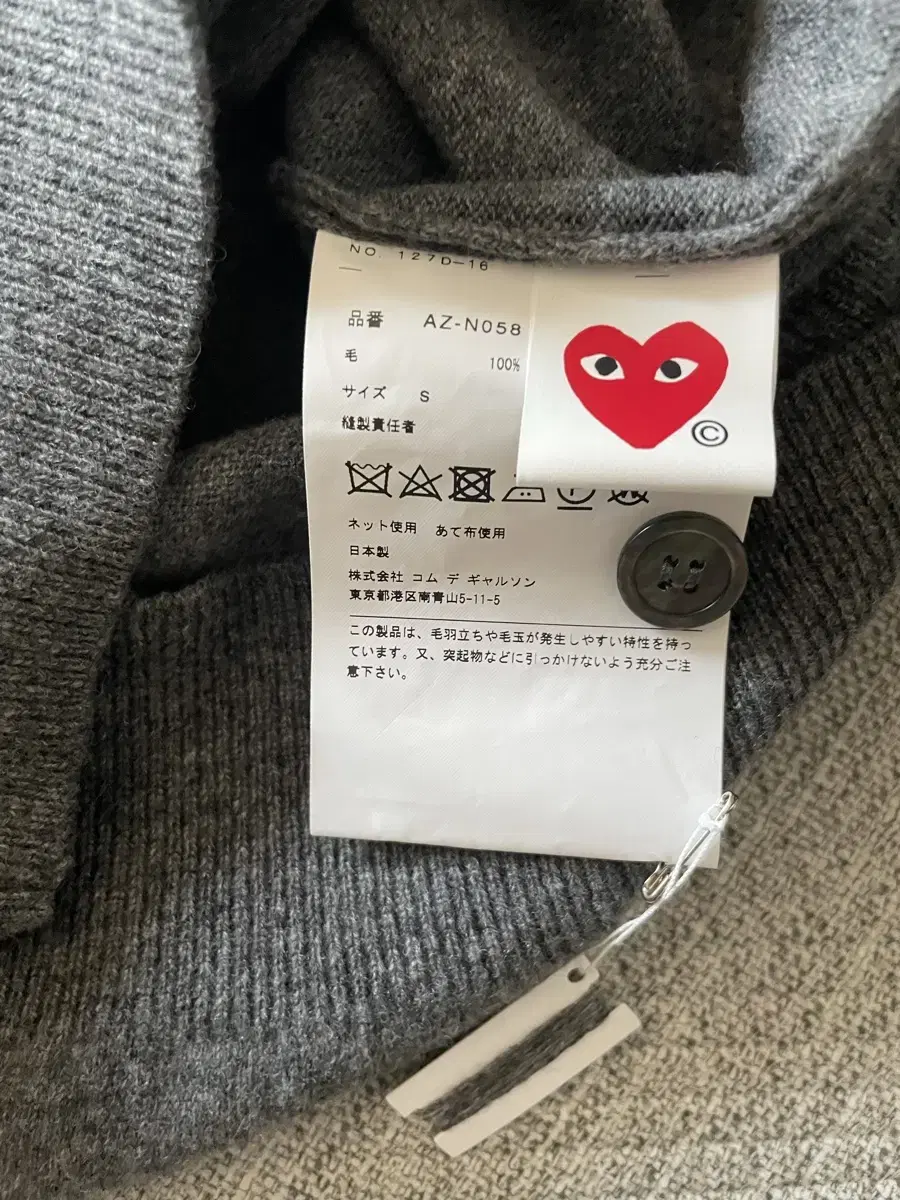 NO. 127D-16
品番 AZ-N058
毛 100%
サイズ S
縫製責任者
©
ネット使用 あて布使用
日本製
株式会社 コム デ ギャルソン
東京都港区南青山5-11-5
この製品は、毛羽立ちや毛玉が発生しやすい特性を持っ
ています。又、突起物などに引っかけないよう充分ご注
意下さい。